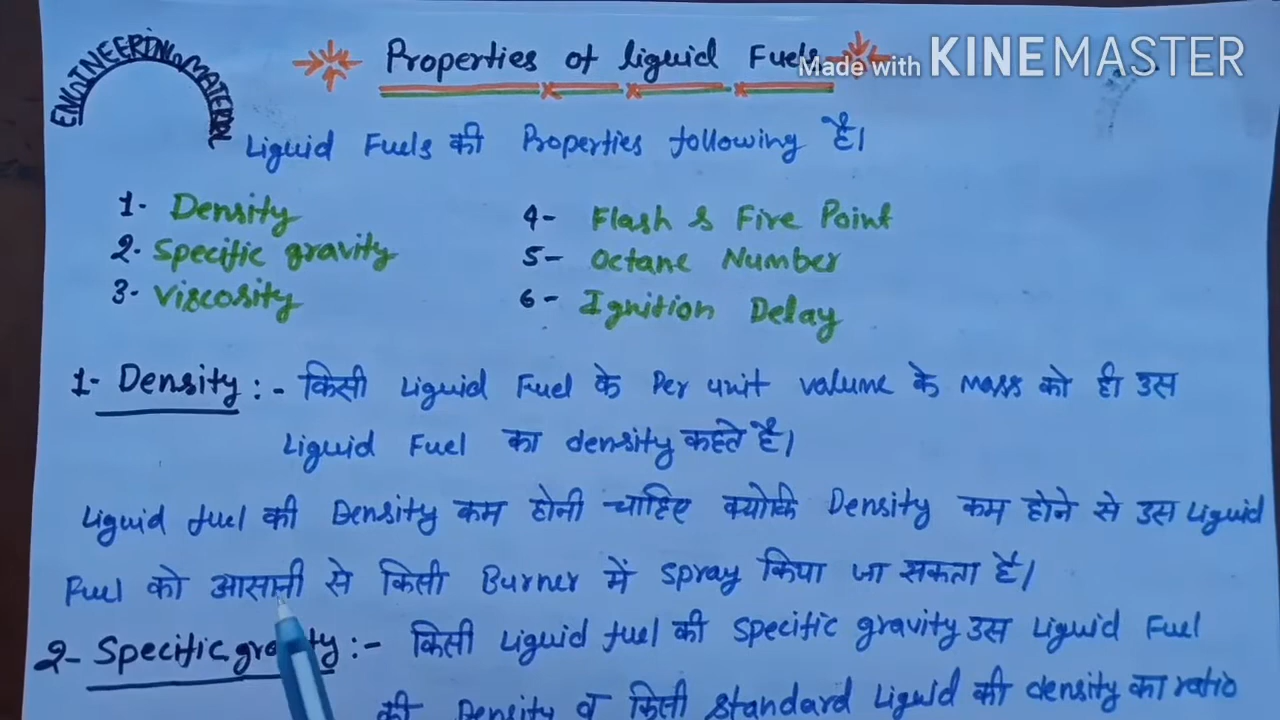 ENGINEERING MATERIAL
Properties of liquid Fuels
Made with KINEMASTER
Liquid Fuels की Properties following है।
1- Density
2- Specific gravity
3- Viscosity
4- Flash & Fire Point
5- Octane Number
6- Ignition Delay
1- Density :- किसी Liquid Fuel के Per unit volume के mass को ही उस
Liquid Fuel का density कहते है।
Liquid fuel की Density कम होनी चाहिए क्योकि Density कम होने से उस Liquid
Fuel को आसानी से किसी Burner में spray किया जा सकता है।
2- Specific gravity :- किसी Liquid fuel की specific gravity उस Liquid Fuel
की Density व किसी standard Liquid की density का ratio